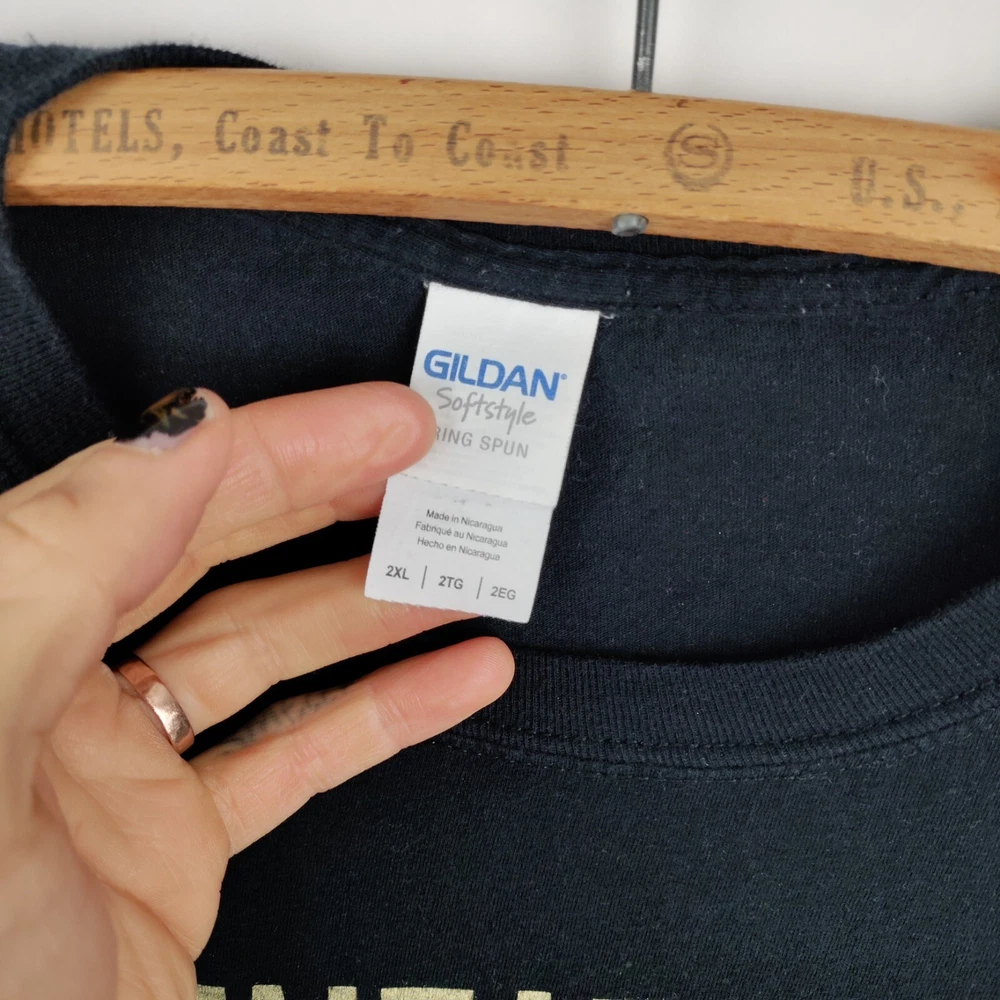 HOTELS, Coast To Coast S U.S.,
GILDAN®
Softstyle
RING SPUN
Made in Nicaragua
Fabriqué au Nicaragua
Hecho en Nicaragua
2XL | 2TG | 2EG